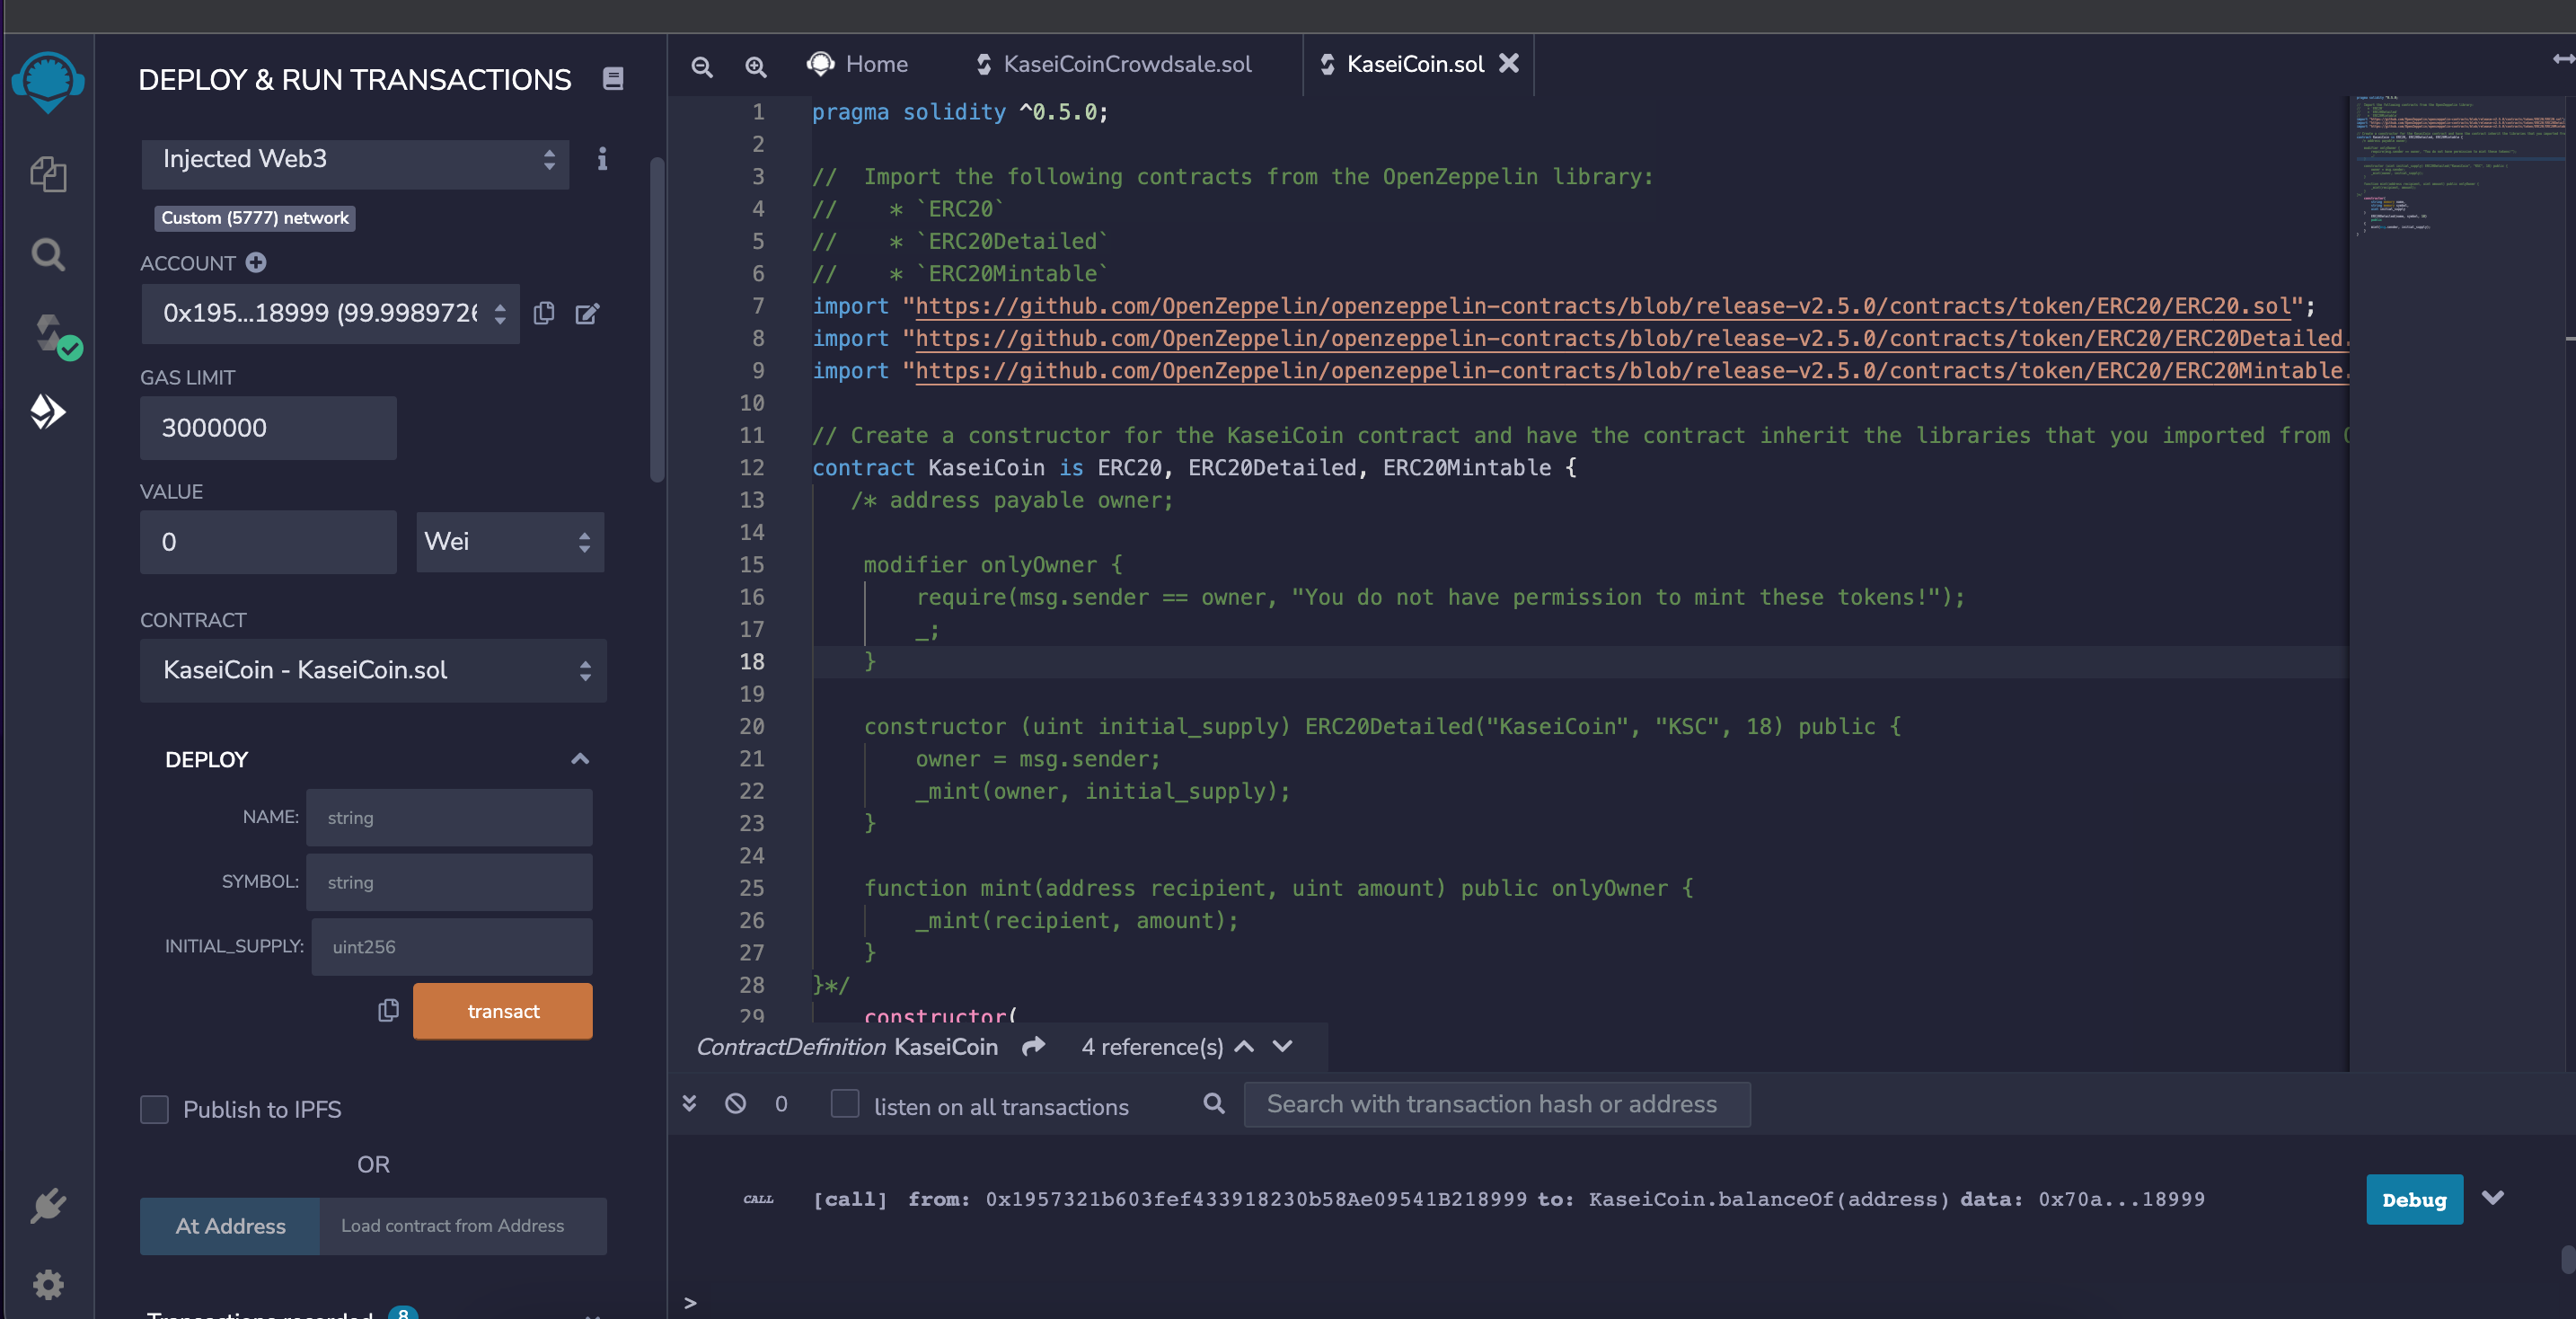 DEPLOY & RUN TRANSACTIONS
Injected Web3
i
Custom (5777) network
ACCOUNT
0x195...18999 (99.9989726
GAS LIMIT
3000000
VALUE
0
Wei
CONTRACT
KaseiCoin - KaseiCoin.sol
DEPLOY
NAME: string
SYMBOL: string
INITIAL_SUPPLY: uint256
transact
Publish to IPFS
OR
At Address
Load contract from Address
Transactions recorded 8
Home
KaseiCoinCrowdsale.sol
KaseiCoin.sol
1 pragma solidity ^0.5.0;
2
3 //  Import the following contracts from the OpenZeppelin library:
4 //    * `ERC20`
5 //    * `ERC20Detailed`
6 //    * `ERC20Mintable`
7 import "https://github.com/OpenZeppelin/openzeppelin-contracts/blob/release-v2.5.0/contracts/token/ERC20/ERC20.sol";
8 import "https://github.com/OpenZeppelin/openzeppelin-contracts/blob/release-v2.5.0/contracts/token/ERC20/ERC20Detailed.
9 import "https://github.com/OpenZeppelin/openzeppelin-contracts/blob/release-v2.5.0/contracts/token/ERC20/ERC20Mintable.
10
11 // Create a constructor for the KaseiCoin contract and have the contract inherit the libraries that you imported from
12 contract KaseiCoin is ERC20, ERC20Detailed, ERC20Mintable {
13    /* address payable owner;
14
15     modifier onlyOwner {
16         require(msg.sender == owner, "You do not have permission to mint these tokens!");
17         _;
18     }
19
20     constructor (uint initial_supply) ERC20Detailed("KaseiCoin", "KSC", 18) public {
21         owner = msg.sender;
22         _mint(owner, initial_supply);
23     }
24
25     function mint(address recipient, uint amount) public onlyOwner {
26         _mint(recipient, amount);
27     }
28 }*/
29     constructor(
ContractDefinition KaseiCoin 4 reference(s)
0
listen on all transactions
Search with transaction hash or address
CALL [call] from: 0x1957321b603fef433918230b58Ae09541B218999 to: KaseiCoin.balanceOf(address) data: 0x70a...18999
Debug
>